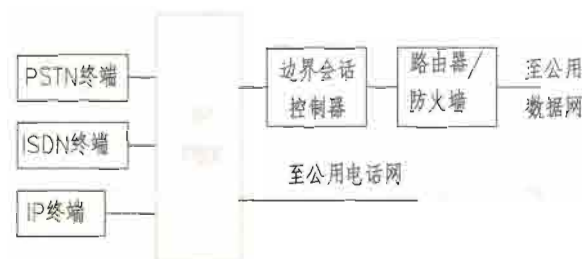 PSTN终端
ISDN终端
IP终端
边界会话
控制器
路由器/
防火墙
至公用
数据网
至公用电话网